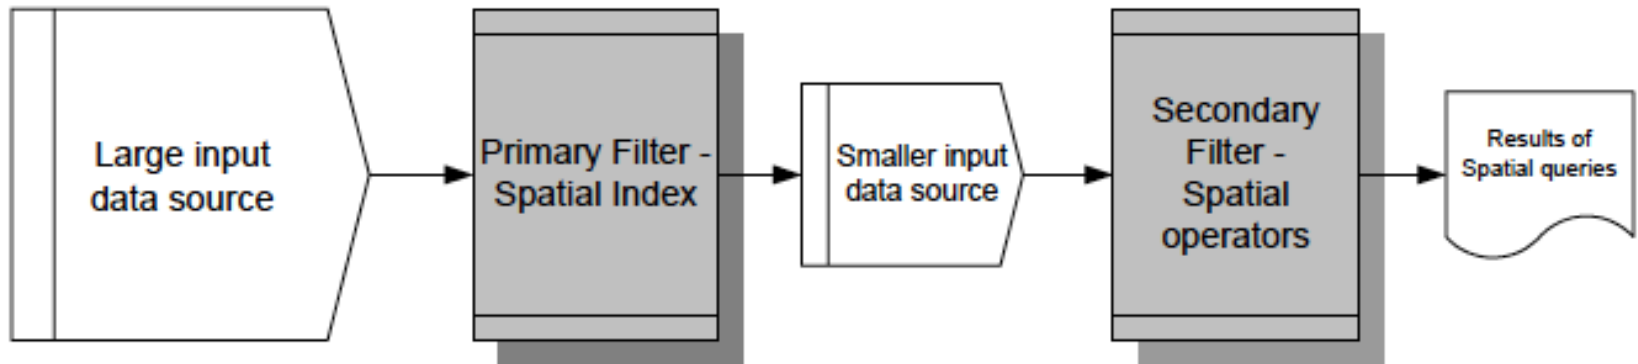 Large input
data source
Primary Filter -
Spatial Index
Smaller input
data source
Secondary
Filter -
Spatial
operators
Results of
Spatial queries